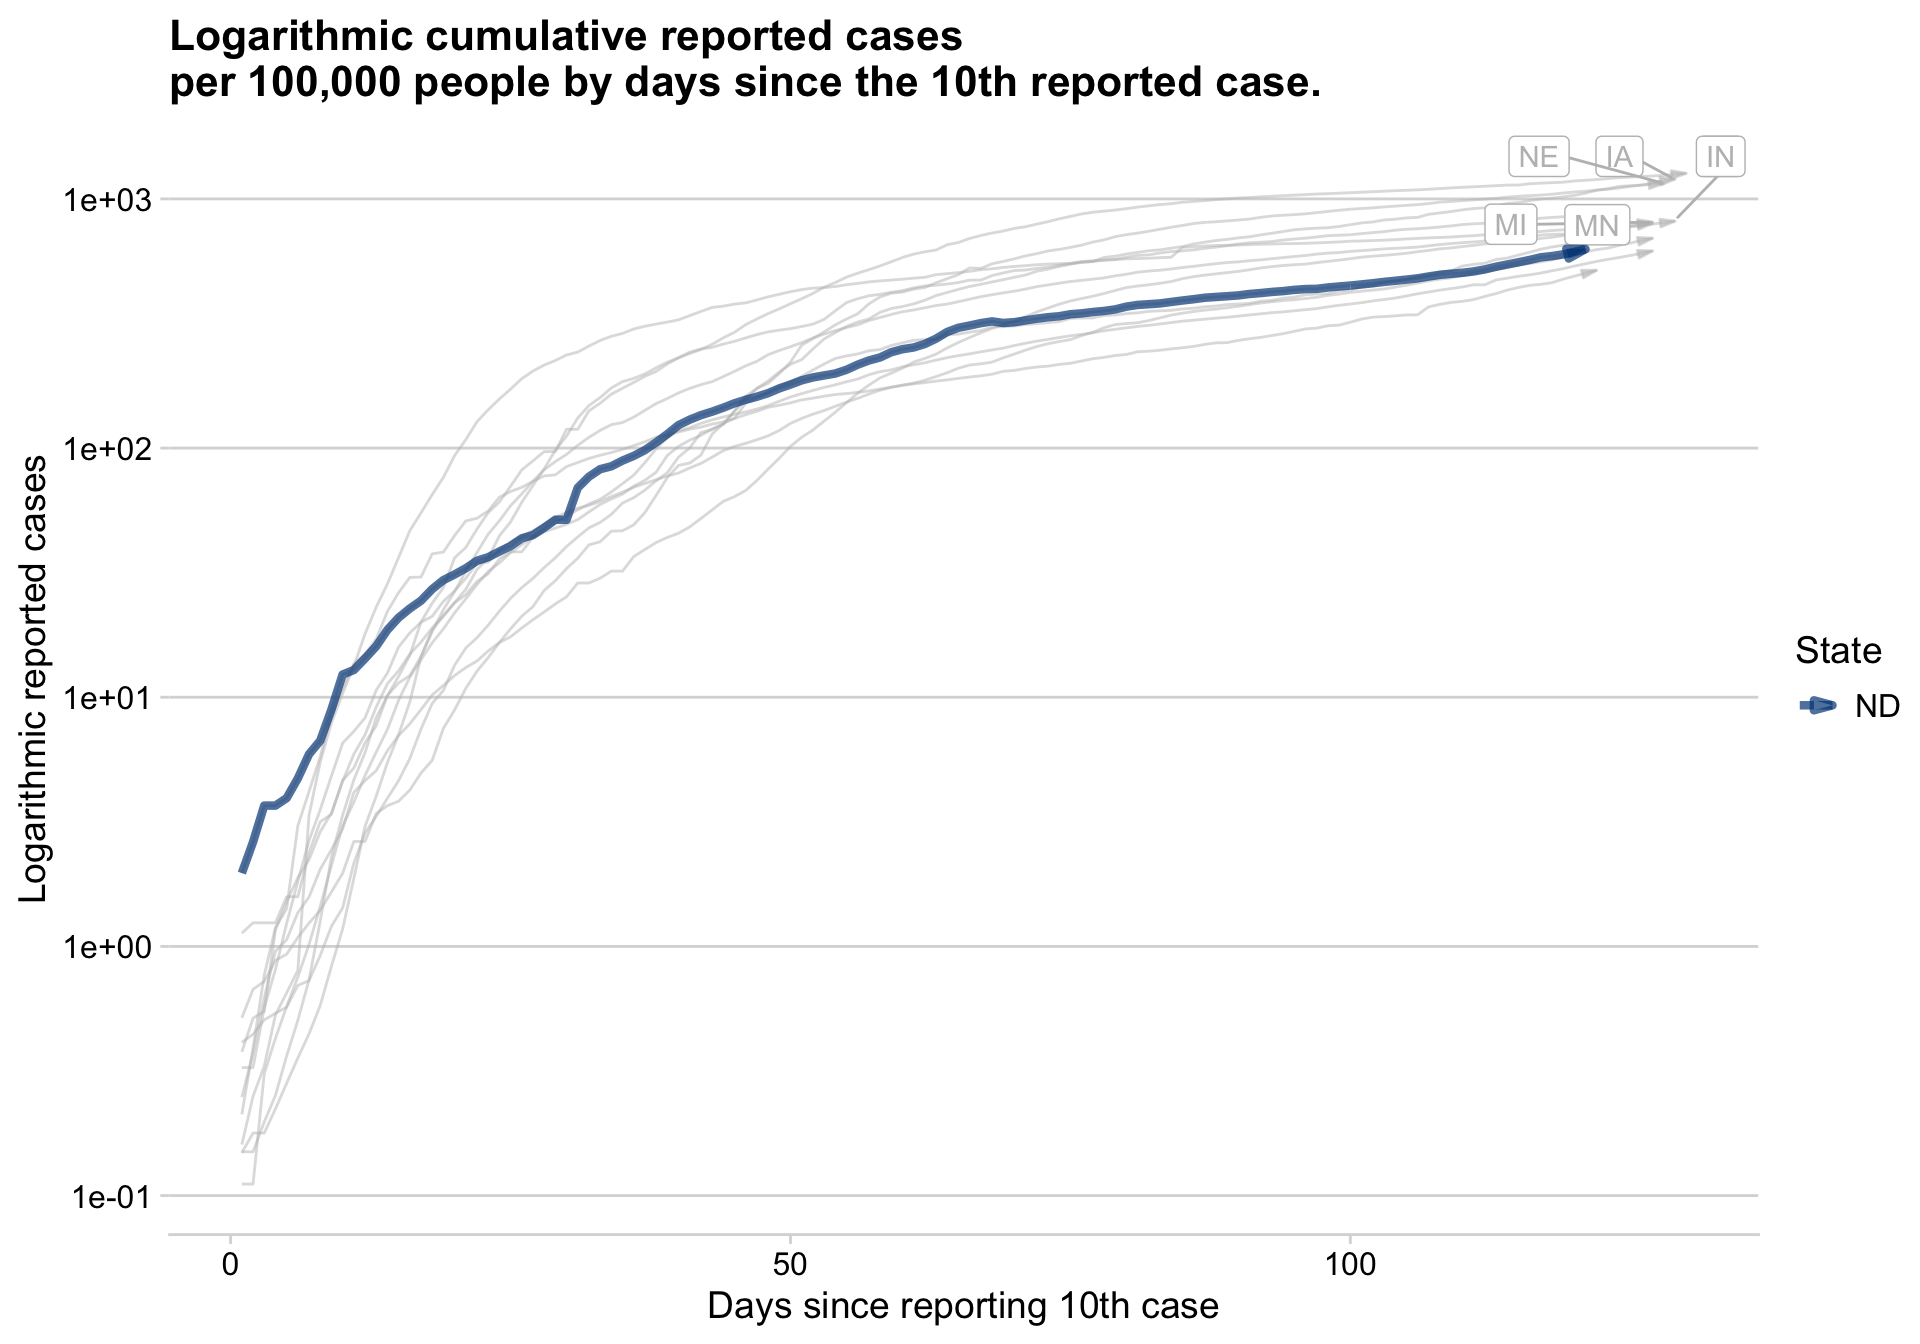 Logarithmic cumulative reported cases
per 100,000 people by days since the 10th reported case.
NE
IA
IN
MI
MN
1e+03
1e+02
1e+01
1e+00
1e-01
Logarithmic reported cases
0
50
100
Days since reporting 10th case
State
ND